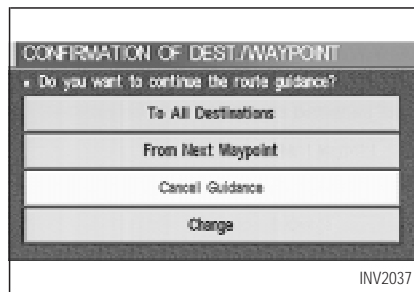 CONFIRMATION OF DEST./WAYPOINT
Do you want to continue the route guidance?
To All Destinations
From Next Waypoint
Cancel Guidance
Change
INV2037